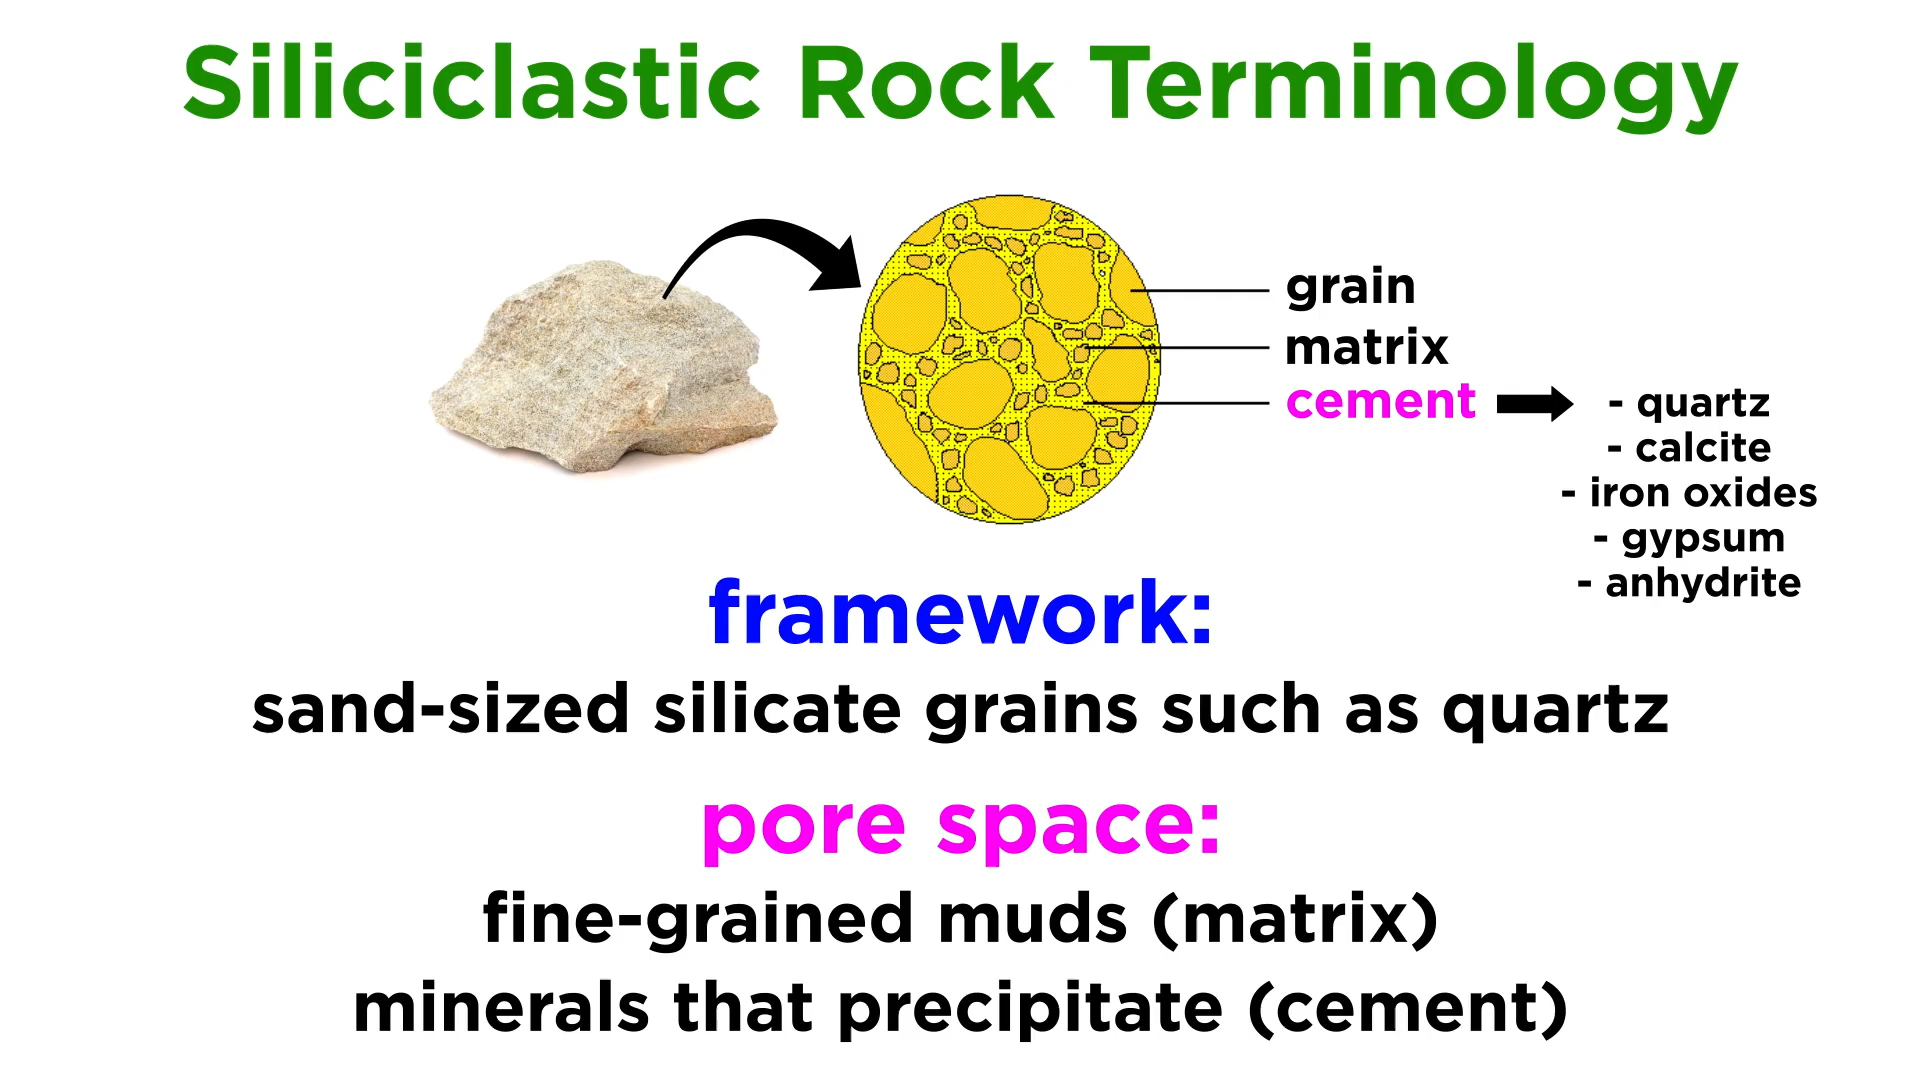 Siliciclastic Rock Terminology
grain
matrix
cement
- quartz
- calcite
- iron oxides
- gypsum
- anhydrite
framework:
sand-sized silicate grains such as quartz
pore space:
fine-grained muds (matrix)
minerals that precipitate (cement)